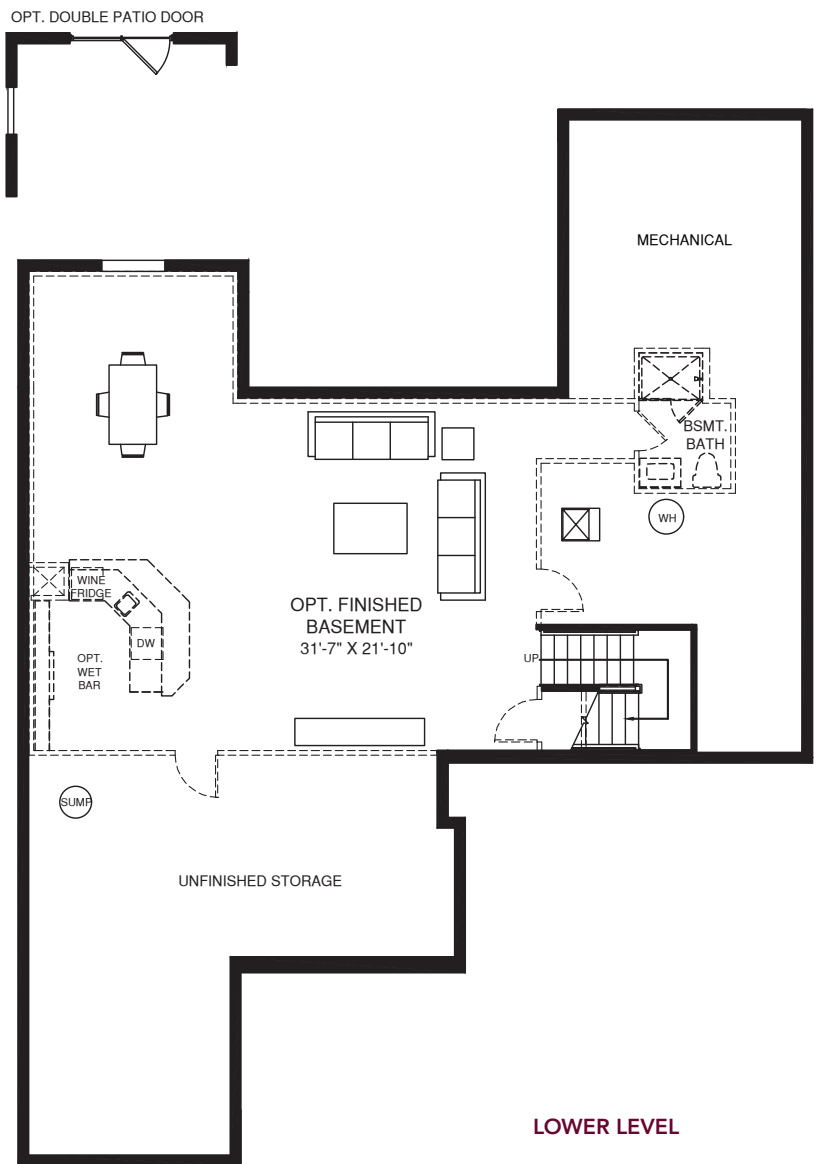 OPT. DOUBLE PATIO DOOR
MECHANICAL
BSMT.
BATH
WH
WINE
FRIDGE
DW
OPT.
WET
BAR
OPT. FINISHED
BASEMENT
31'-7" X 21'-10"
UP
SUMP
UNFINISHED STORAGE
LOWER LEVEL